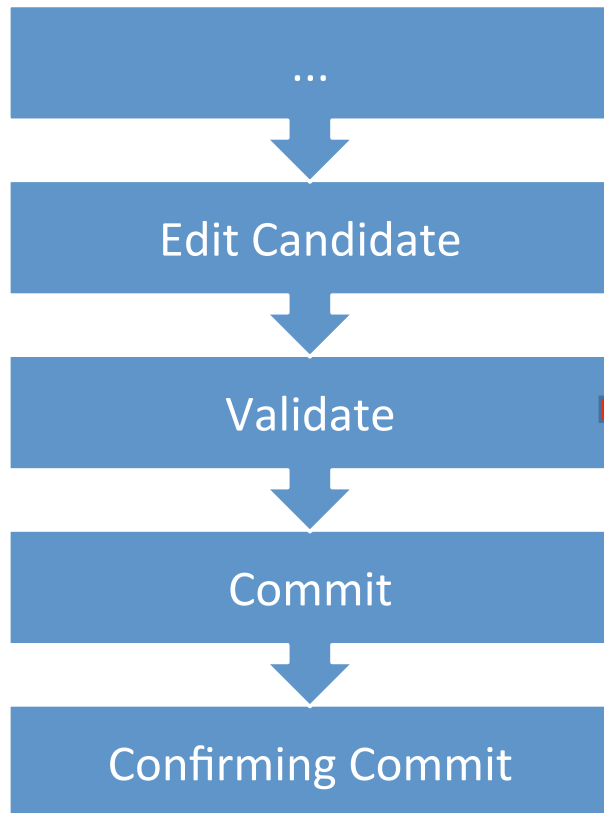 ...
Edit Candidate
Validate
Commit
Confirming Commit